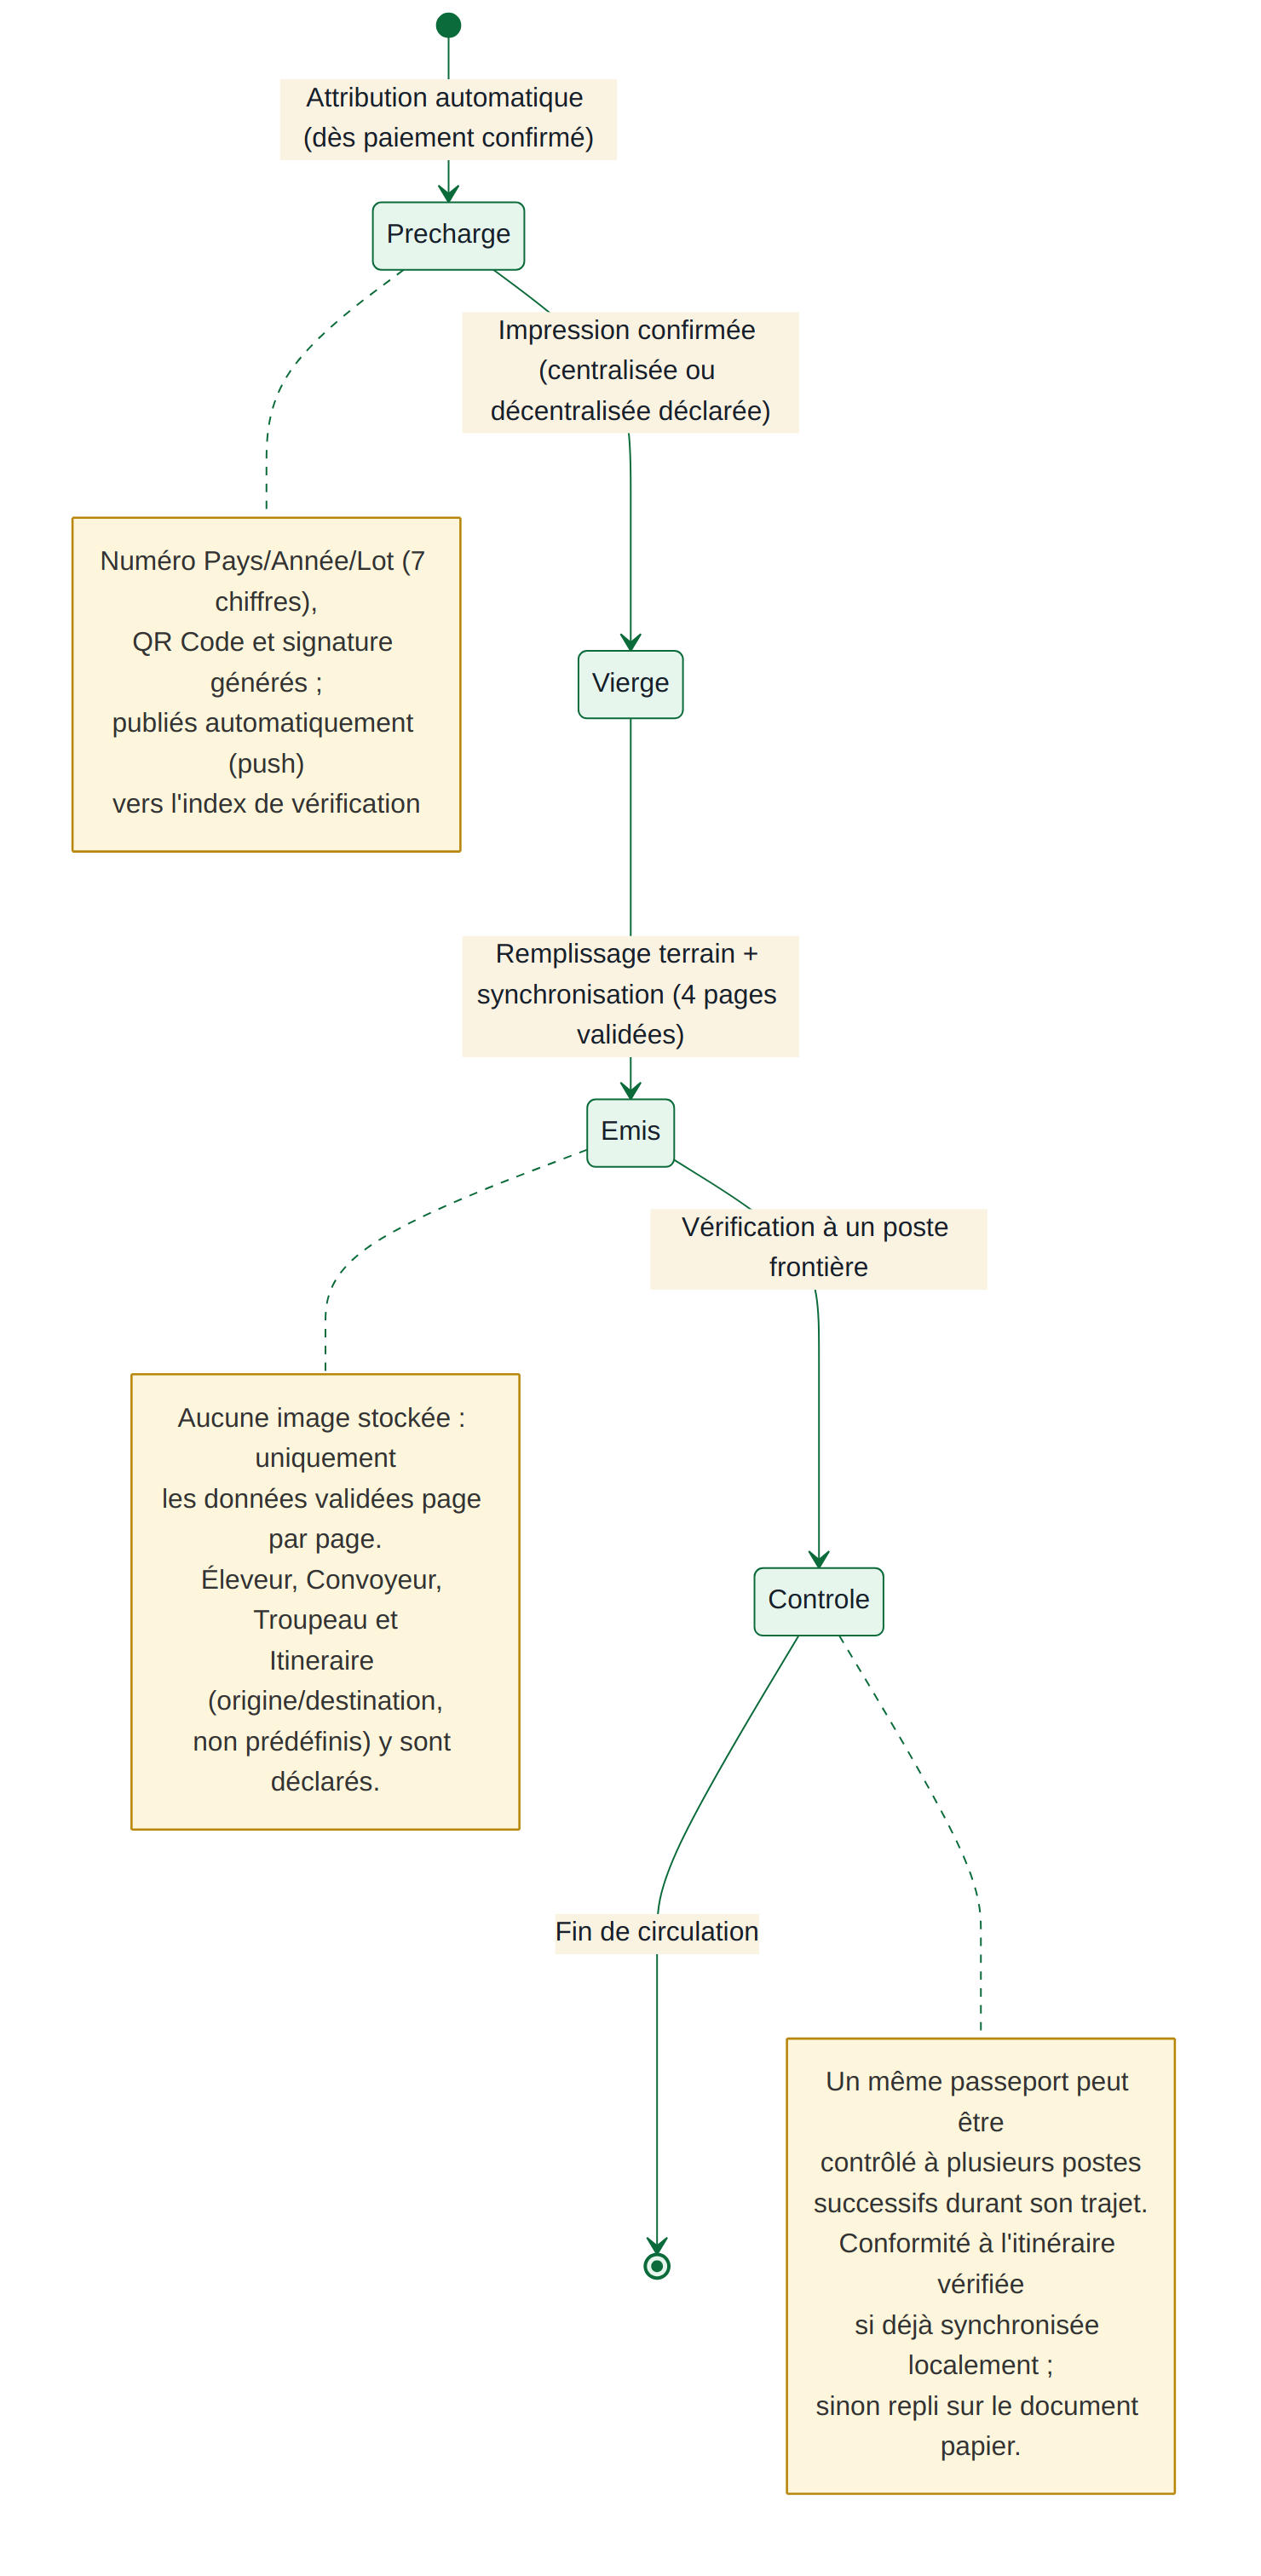 Attribution automatique
(dès paiement confirmé)
Precharge
Impression confirmée
(centralisée ou
décentralisée déclarée)
Numéro Pays/Année/Lot (7
chiffres),
QR Code et signature
générés ;
publiés automatiquement
(push)
vers l'index de vérification
Vierge
Remplissage terrain +
synchronisation (4 pages
validées)
Emis
Vérification à un poste
frontière
Aucune image stockée :
uniquement
les données validées page
par page.
Éleveur, Convoyeur,
Troupeau et
Itineraire
(origine/destination,
non prédéfinis) y sont
déclarés.
Controle
Fin de circulation
Un même passeport peut
être
contrôlé à plusieurs postes
successifs durant son trajet.
Conformité à l'itinéraire
vérifiée
si déjà synchronisée
localement ;
sinon repli sur le document
papier.